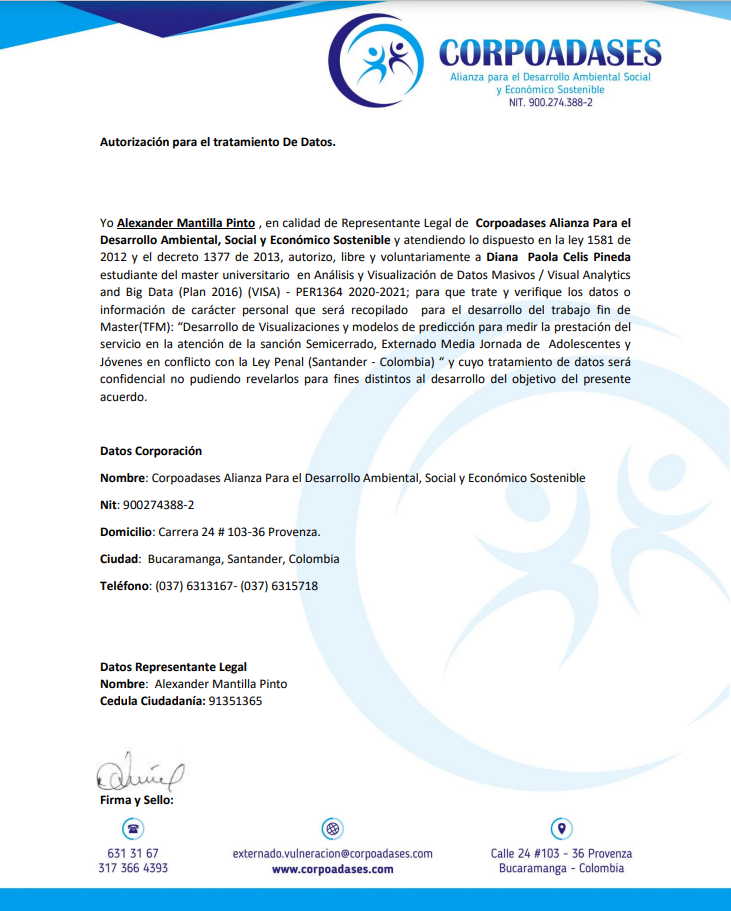 CORPOADASES
Alianza para el Desarrollo Ambiental Social
y Económico Sostenible
NIT. 900.274.388-2
Autorización para el tratamiento De Datos.
Yo Alexander Mantilla Pinto , en calidad de Representante Legal de Corpoadases Alianza Para el
Desarrollo Ambiental, Social y Económico Sostenible y atendiendo lo dispuesto en la ley 1581 de
2012 y el decreto 1377 de 2013, autorizo, libre y voluntariamente a Diana Paola Celis Pineda
estudiante del master universitario en Análisis y Visualización de Datos Masivos / Visual Analytics
and Big Data (Plan 2016) (VISA) - PER1364 2020-2021; para que trate y verifique los datos o
información de carácter personal que será recopilado para el desarrollo del trabajo fin de
Master(TFM): “Desarrollo de Visualizaciones y modelos de predicción para medir la prestación del
servicio en la atención de la sanción Semicerrado, Externado Media Jornada de Adolescentes y
Jóvenes en conflicto con la Ley Penal (Santander - Colombia) “ y cuyo tratamiento de datos será
confidencial no pudiendo revelarlos para fines distintos al desarrollo del objetivo del presente
acuerdo.
Datos Corporación
Nombre: Corpoadases Alianza Para el Desarrollo Ambiental, Social y Económico Sostenible
Nit: 900274388-2
Domicilio: Carrera 24 # 103-36 Provenza.
Ciudad: Bucaramanga, Santander, Colombia
Teléfono: (037) 6313167- (037) 6315718
Datos Representante Legal
Nombre: Alexander Mantilla Pinto
Cedula Ciudadanía: 91351365
Firma y Sello:
631 31 67
317 366 4393
externado.vulneracion@corpoadases.com
www.corpoadases.com
Calle 24 #103 - 36 Provenza
Bucaramanga - Colombia